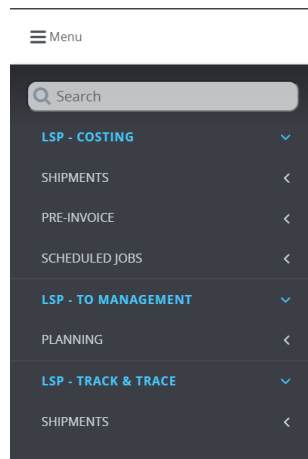 Menu
Search
LSP - COSTING
SHIPMENTS
PRE-INVOICE
SCHEDULED JOBS
LSP - TO MANAGEMENT
PLANNING
LSP - TRACK & TRACE
SHIPMENTS